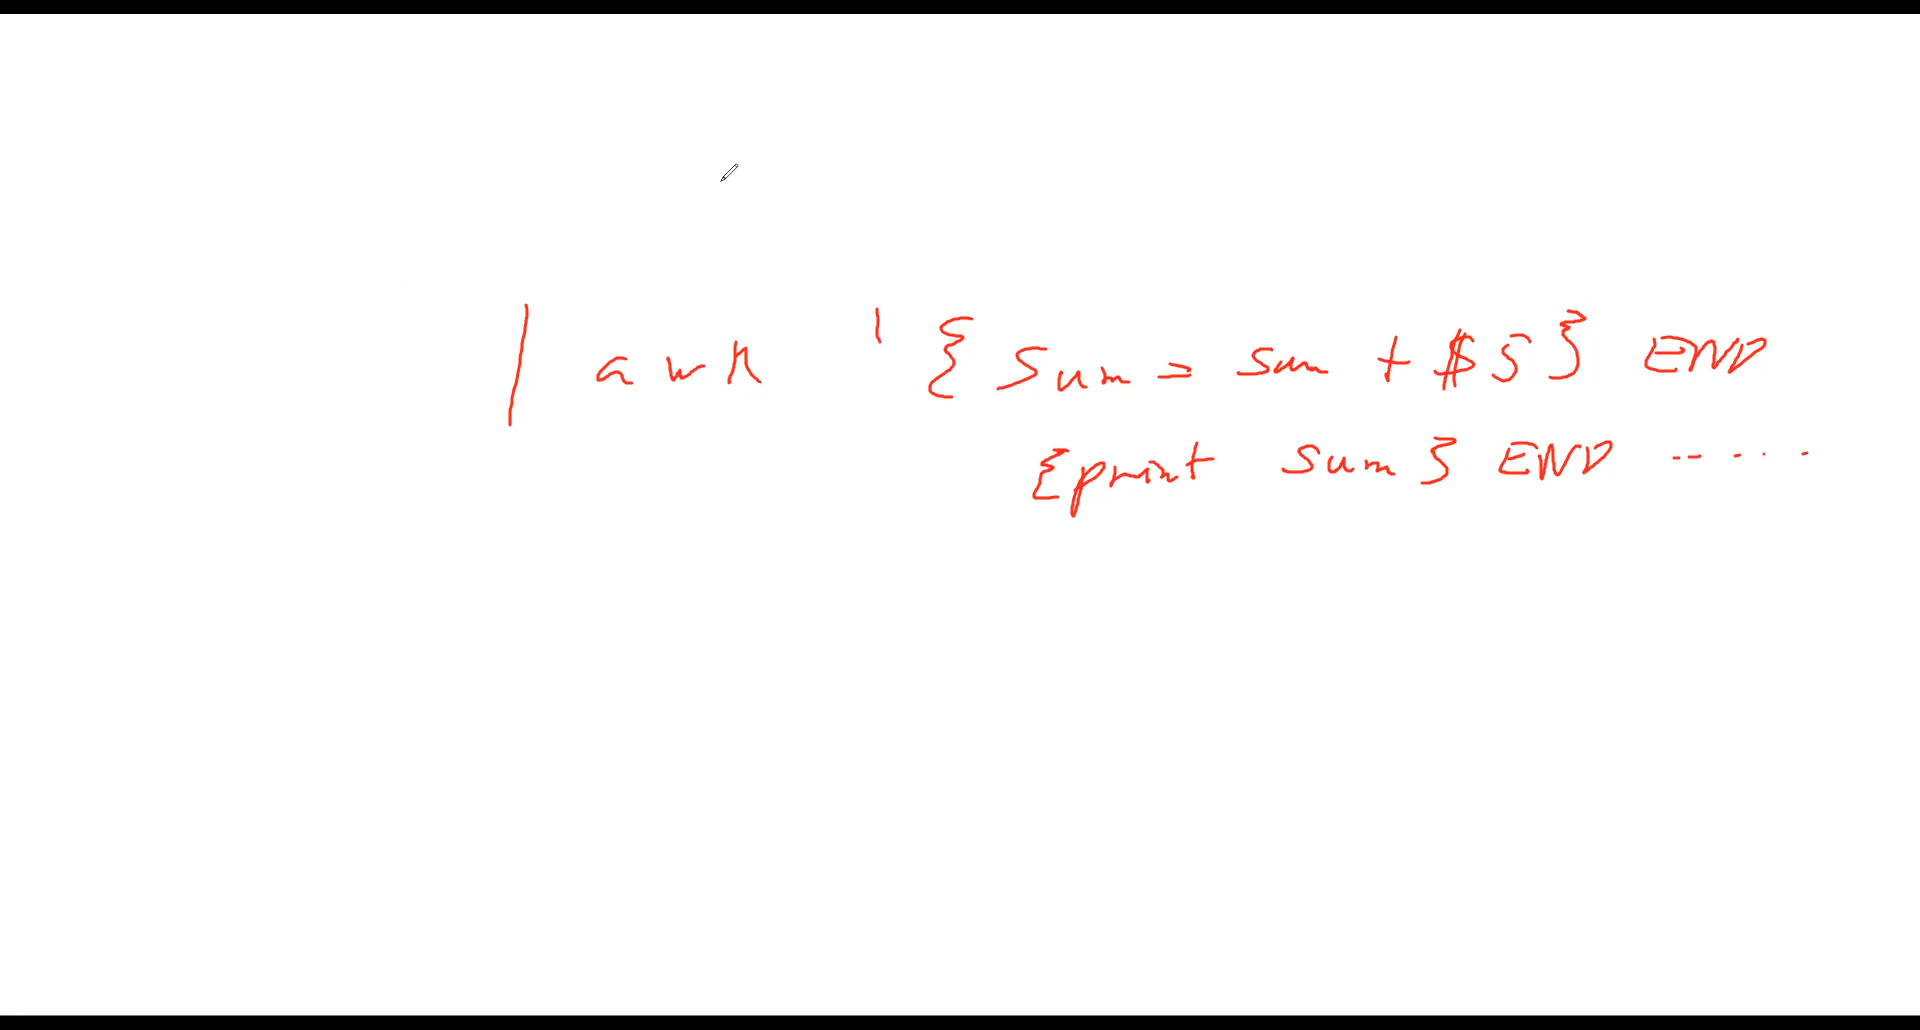 | awk ' {Sum = sum + $5} END
{print sum} END -- . . .